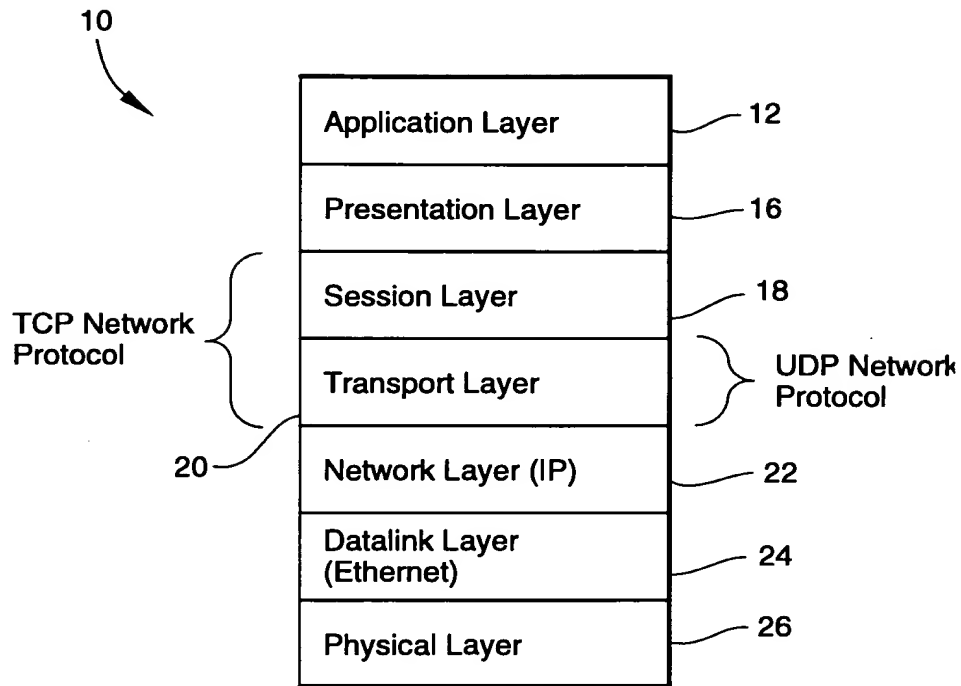 10
Application Layer
12
Presentation Layer
16
Session Layer
18
TCP Network
Protocol
Transport Layer
UDP Network
Protocol
20
Network Layer (IP)
22
Datalink Layer
(Ethernet)
24
Physical Layer
26